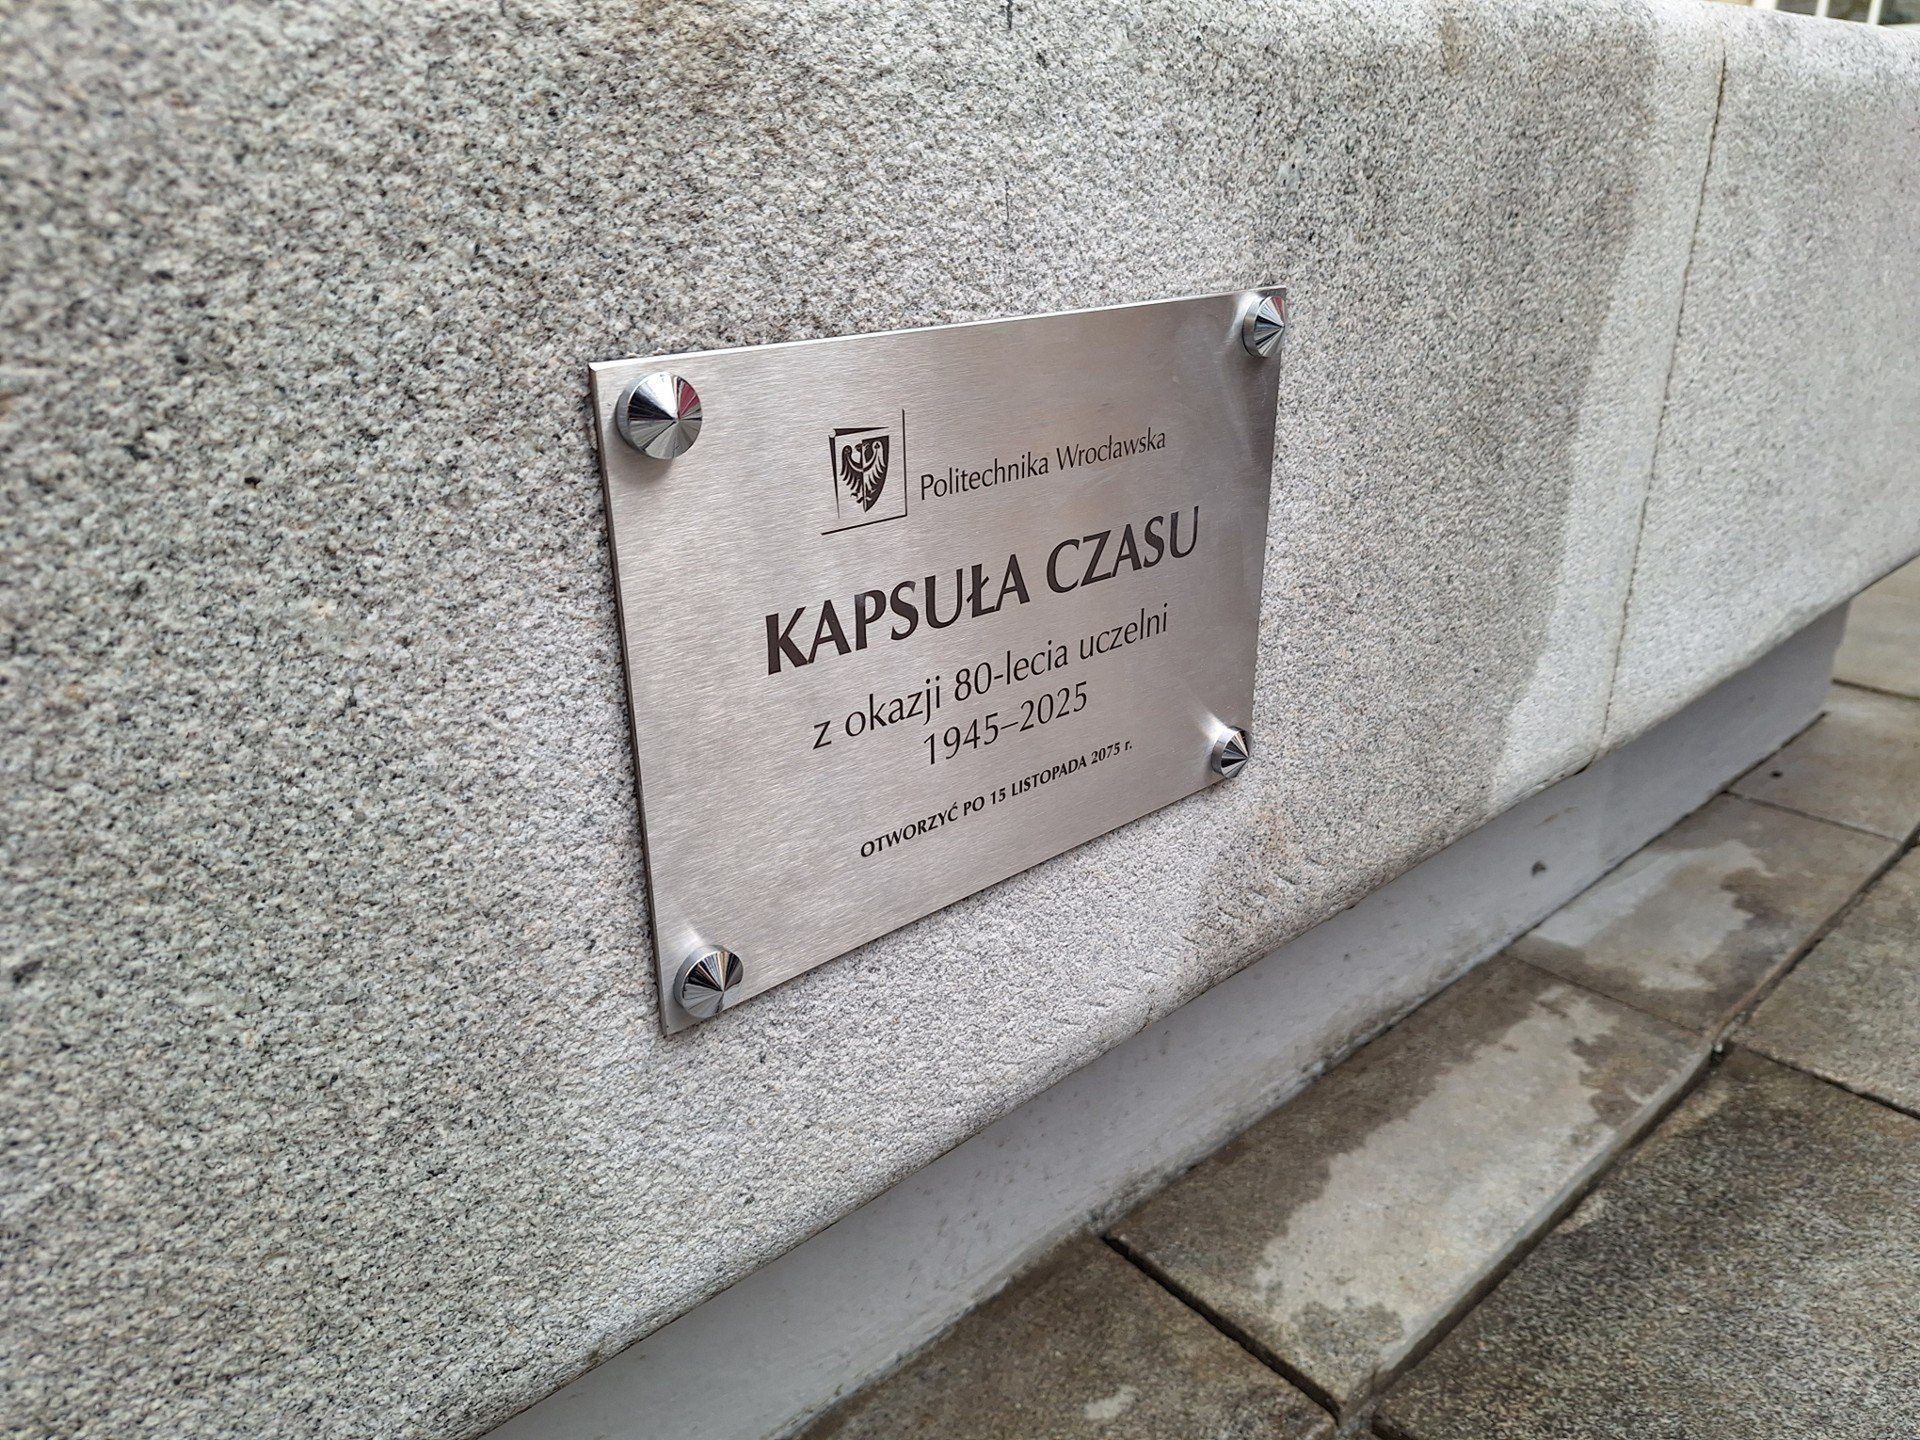 Politechnika Wrocławska
KAPSUŁA CZASU
z okazji 80-lecia uczelni
1945–2025
OTWORZYĆ PO 15 LISTOPADA 2075 r.